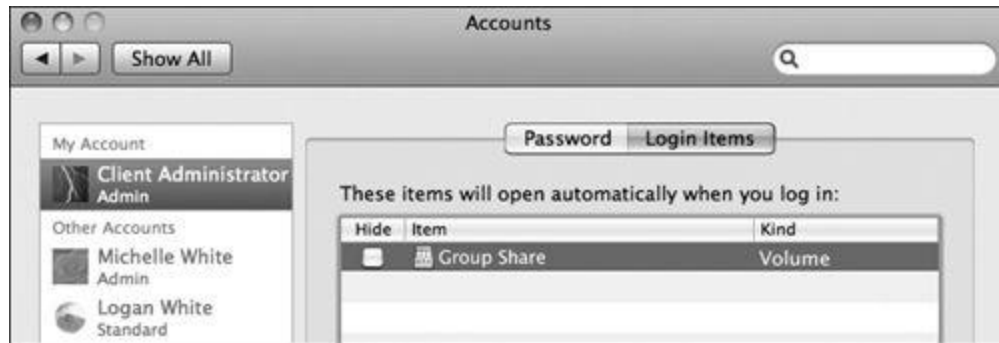 Accounts
Show All
My Account
Client Administrator
Admin
Other Accounts
Michelle White
Admin
Logan White
Standard
Password Login Items
These items will open automatically when you log in:
Hide Item Kind
Group Share Volume